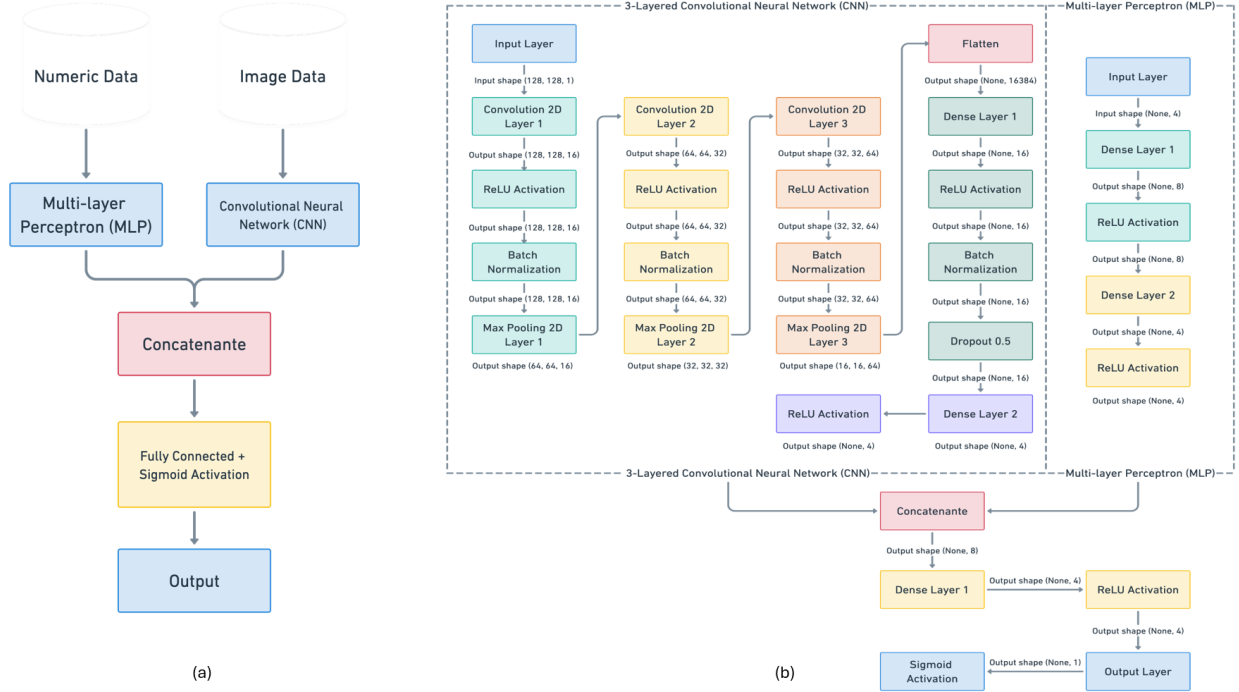 Numeric Data
Image Data
Multi-layer
Perceptron (MLP)
Convolutional Neural
Network (CNN)
Concatenante
Fully Connected +
Sigmoid Activation
Output
(a)
3-Layered Convolutional Neural Network (CNN)
Input Layer
Input shape (128, 128, 1)
Convolution 2D
Layer 1
Output shape (128, 128, 16)
ReLU Activation
Output shape (128, 128, 16)
Batch
Normalization
Output shape (128, 128, 16)
Max Pooling 2D
Layer 1
Output shape (64, 64, 16)
Convolution 2D
Layer 2
Output shape (64, 64, 32)
ReLU Activation
Output shape (64, 64, 32)
Batch
Normalization
Output shape (64, 64, 32)
Max Pooling 2D
Layer 2
Output shape (32, 32, 32)
Convolution 2D
Layer 3
Output shape (32, 32, 64)
ReLU Activation
Output shape (32, 32, 64)
Batch
Normalization
Output shape (32, 32, 64)
Max Pooling 2D
Layer 3
Output shape (16, 16, 64)
Flatten
Output shape (None, 16384)
Dense Layer 1
Output shape (None, 16)
ReLU Activation
Output shape (None, 16)
Batch
Normalization
Output shape (None, 16)
Dropout 0.5
Output shape (None, 16)
Dense Layer 2
Output shape (None, 4)
ReLU Activation
Output shape (None, 4)
3-Layered Convolutional Neural Network (CNN)
Multi-layer Perceptron (MLP)
Input Layer
Input shape (None, 4)
Dense Layer 1
Output shape (None, 8)
ReLU Activation
Output shape (None, 8)
Dense Layer 2
Output shape (None, 4)
ReLU Activation
Output shape (None, 4)
Multi-layer Perceptron (MLP)
Concatenante
Output shape (None, 8)
Dense Layer 1
Output shape (None, 4)
ReLU Activation
Output shape (None, 4)
Output Layer
Output shape (None, 1)
Sigmoid
Activation
(b)